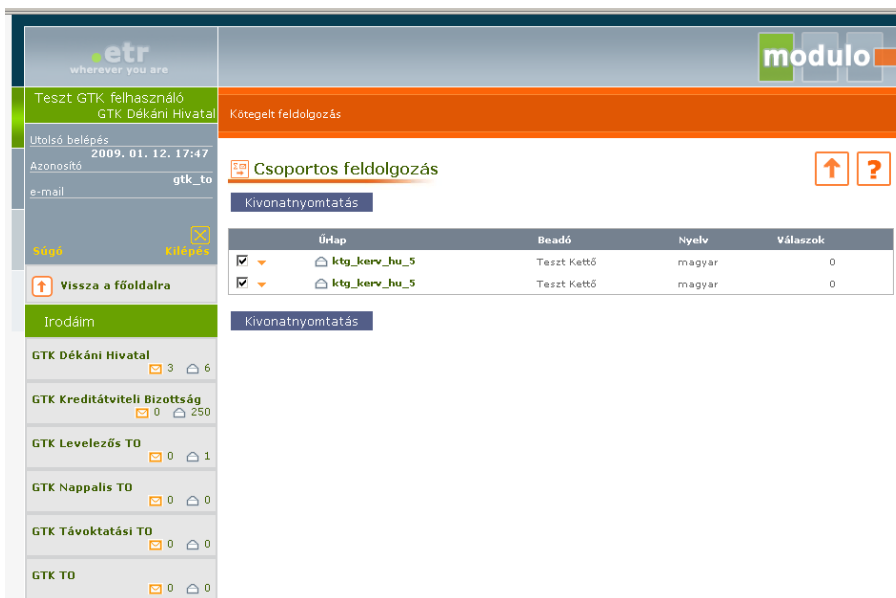 .etr
wherever you are
modulo
Teszt GTK felhasználó
GTK Dékáni Hivatal
Utolsó belépés
2009. 01. 12. 17:47
Azonosító
gtk_to
e-mail
Súgó
Kilépés
Vissza a főoldalra
Irodáim
GTK Dékáni Hivatal
3 6
GTK Kreditátviteli Bizottság
0 250
GTK Levelezős TO
0 1
GTK Nappalis TO
0 0
GTK Távoktatási TO
0 0
GTK TO
0 0
Kötegelt feldolgozás
Csoportos feldolgozás
?
Kivonatnyomtatás
Űrlap Beadó Nyelv Válaszok
ktg_kerv_hu_5 Teszt Kettő magyar 0
ktg_kerv_hu_5 Teszt Kettő magyar 0
Kivonatnyomtatás